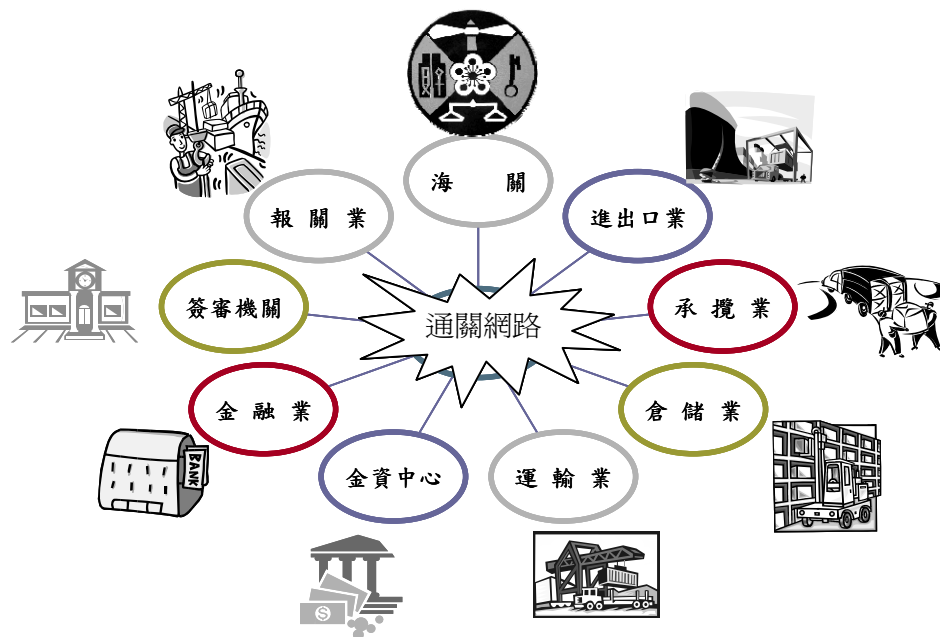 海 關
報 關 業
進出口業
簽審機關
承 攬 業
通關網路
金 融 業
倉 儲 業
金資中心
運 輸 業
BANK
$